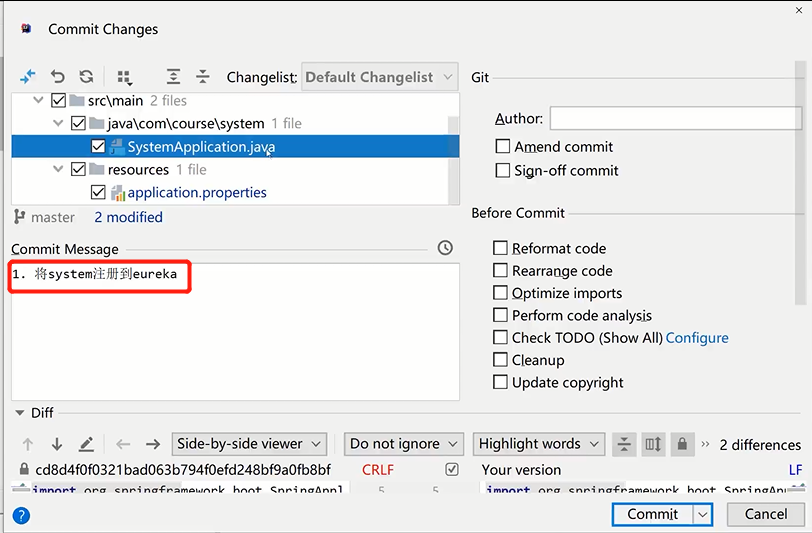 Commit Changes
Changelist: Default Changelist
Git
src\main 2 files
java\com\course\system 1 file
Author:
SystemApplication.java
Amend commit
resources 1 file
Sign-off commit
application.properties
master 2 modified
Before Commit
Commit Message
Reformat code
1. 将system注册到eureka
Rearrange code
Optimize imports
Perform code analysis
Check TODO (Show All) Configure
Cleanup
Update copyright
Diff
Side-by-side viewer Do not ignore Highlight words 2 differences
cd8d4f0f0321bad063b794f0efd248bf9a0fb8bf CRLF Your version LF
import org.springframework.boot.SpringAppl 5 5 import org.springframework.boot.SpringAp
? Commit Cancel